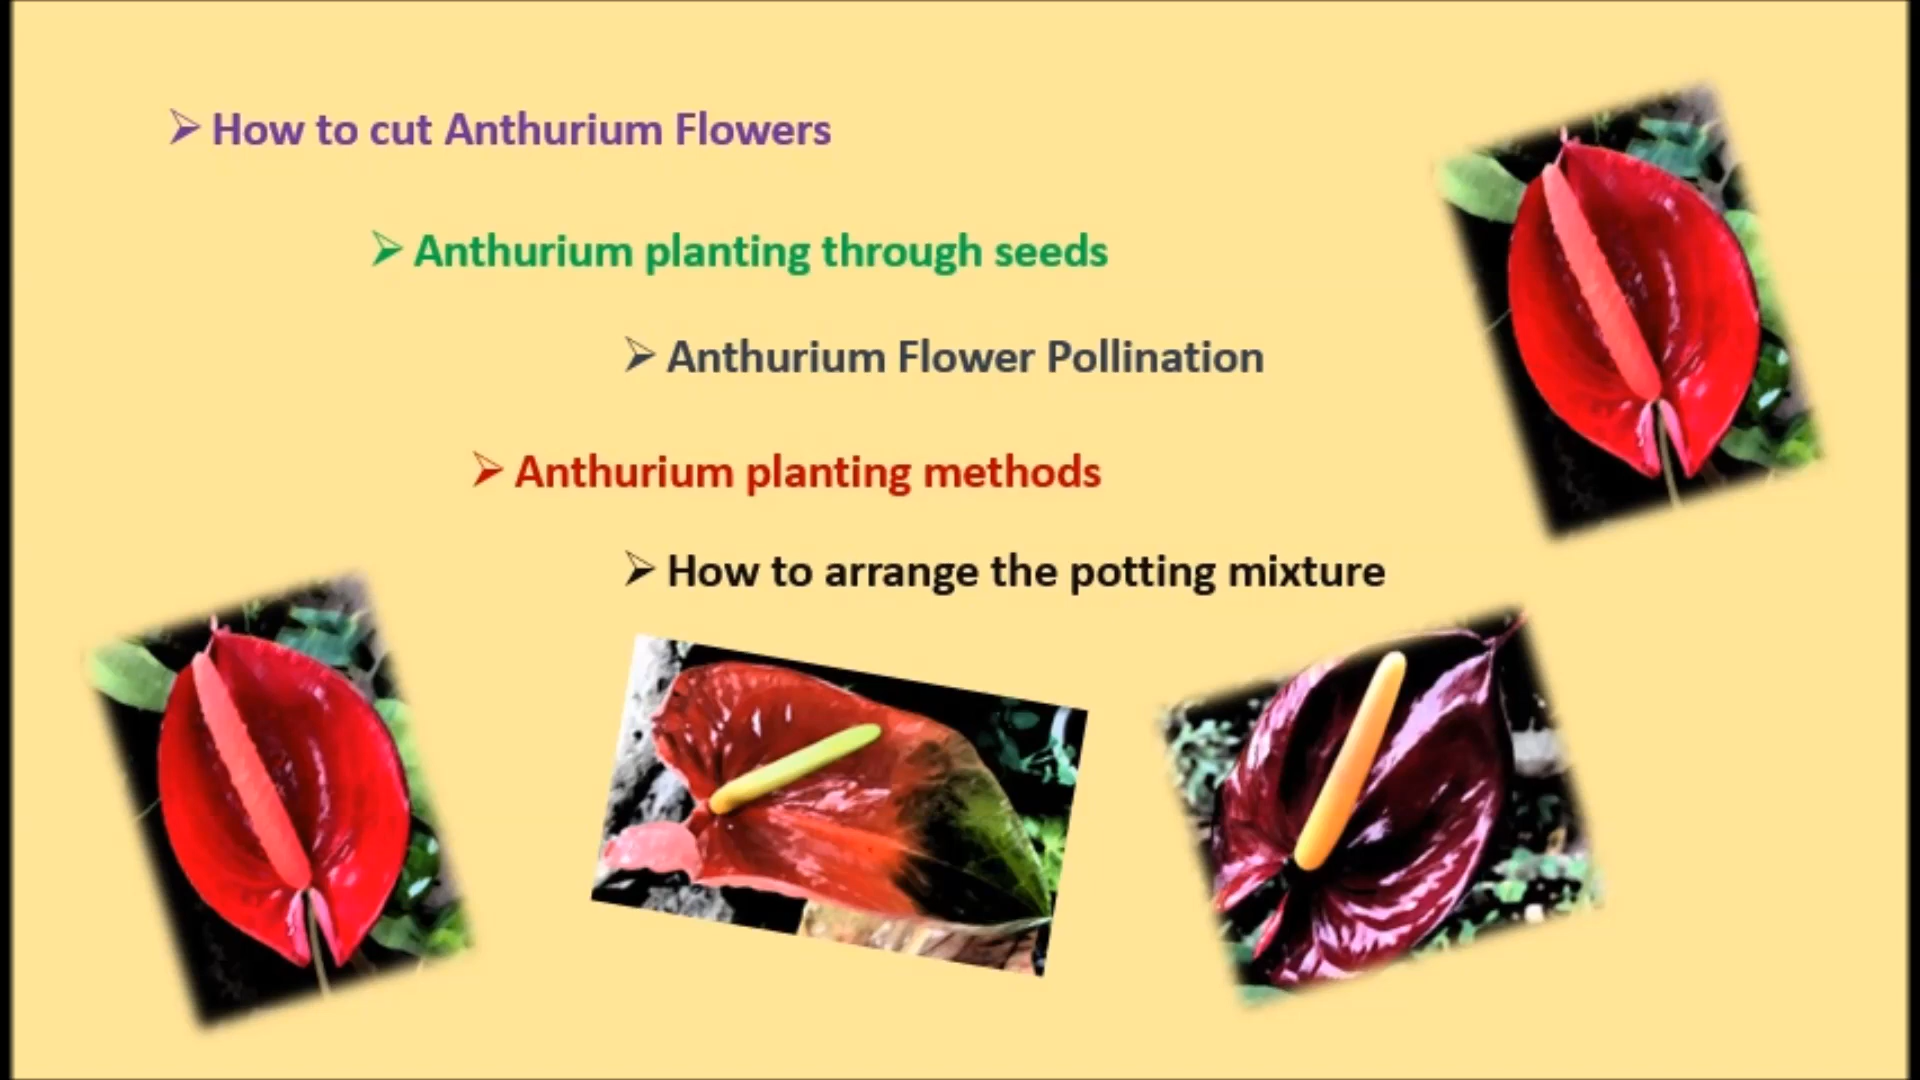 ➢ How to cut Anthurium Flowers
➢ Anthurium planting through seeds
➢ Anthurium Flower Pollination
➢ Anthurium planting methods
➢ How to arrange the potting mixture